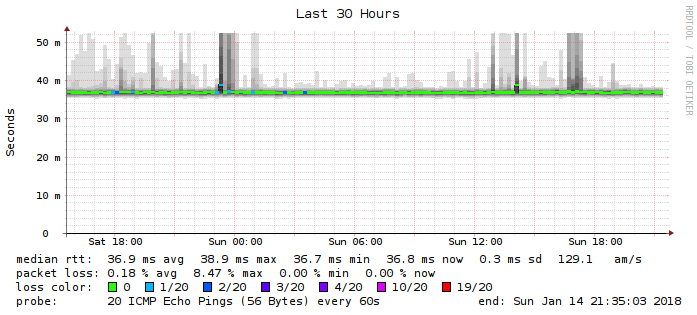 Last 30 Hours
RRDTOOL / TOBI OETIKER
Seconds
50 m
40 m
30 m
20 m
10 m
0
Sat 18:00 Sun 00:00 Sun 06:00 Sun 12:00 Sun 18:00
median rtt: 36.9 ms avg 38.9 ms max 36.7 ms min 36.8 ms now 0.3 ms sd 129.1 am/s
packet loss: 0.18 % avg 8.47 % max 0.00 % min 0.00 % now
loss color: 0 1/20 2/20 3/20 4/20 10/20 19/20
probe: 20 ICMP Echo Pings (56 Bytes) every 60s end: Sun Jan 14 21:35:03 2018